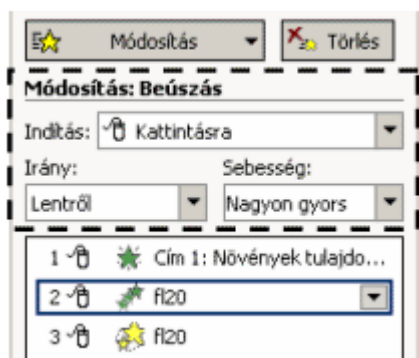 Módosítás Törlés
Módosítás: Beúszás
Indítás: Kattintásra
Irány: Sebesség:
Lentről Nagyon gyors
1 Cím 1: Növények tulajdo...
2 fl20
3 fl20